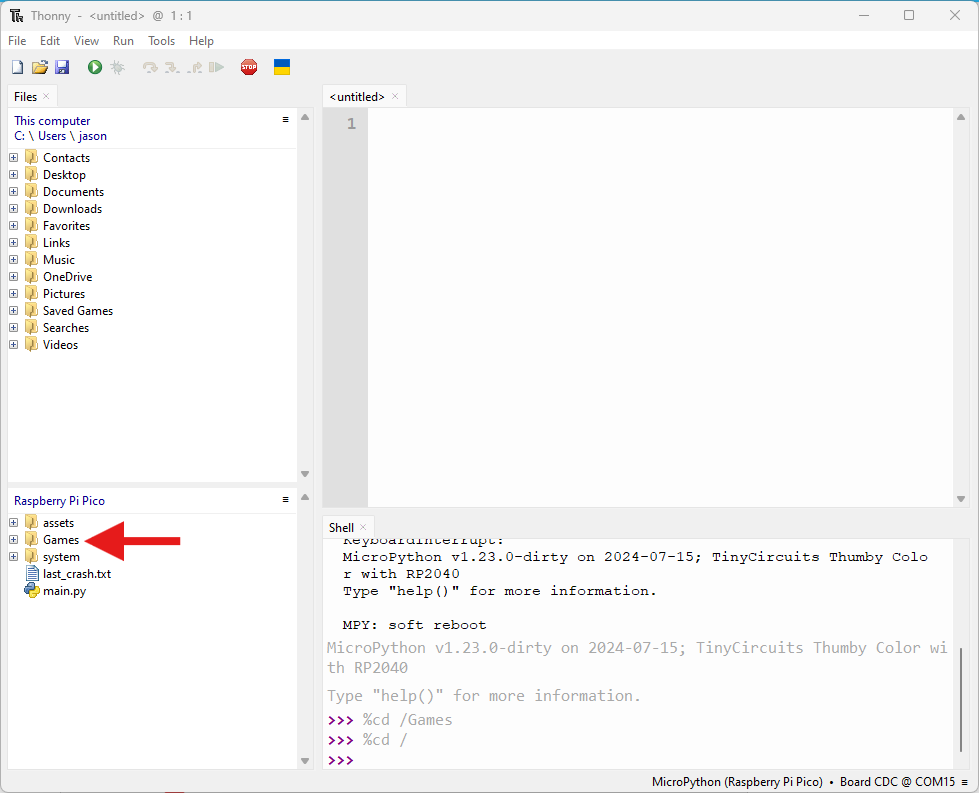 Thonny - <untitled> @ 1 : 1
File Edit View Run Tools Help
STOP
Files
This computer
C: \ Users \ jason
Contacts
Desktop
Documents
Downloads
Favorites
Links
Music
OneDrive
Pictures
Saved Games
Searches
Videos
Raspberry Pi Pico
assets
Games
system
last_crash.txt
main.py
<untitled>
1
Shell
KeyboardInterrupt:
MicroPython v1.23.0-dirty on 2024-07-15; TinyCircuits Thumby Colo
r with RP2040
Type "help()" for more information.
MPY: soft reboot
MicroPython v1.23.0-dirty on 2024-07-15; TinyCircuits Thumby Color wi
th RP2040
Type "help()" for more information.
>>> %cd /Games
>>> %cd /
>>>
MicroPython (Raspberry Pi Pico) • Board CDC @ COM15 ≡